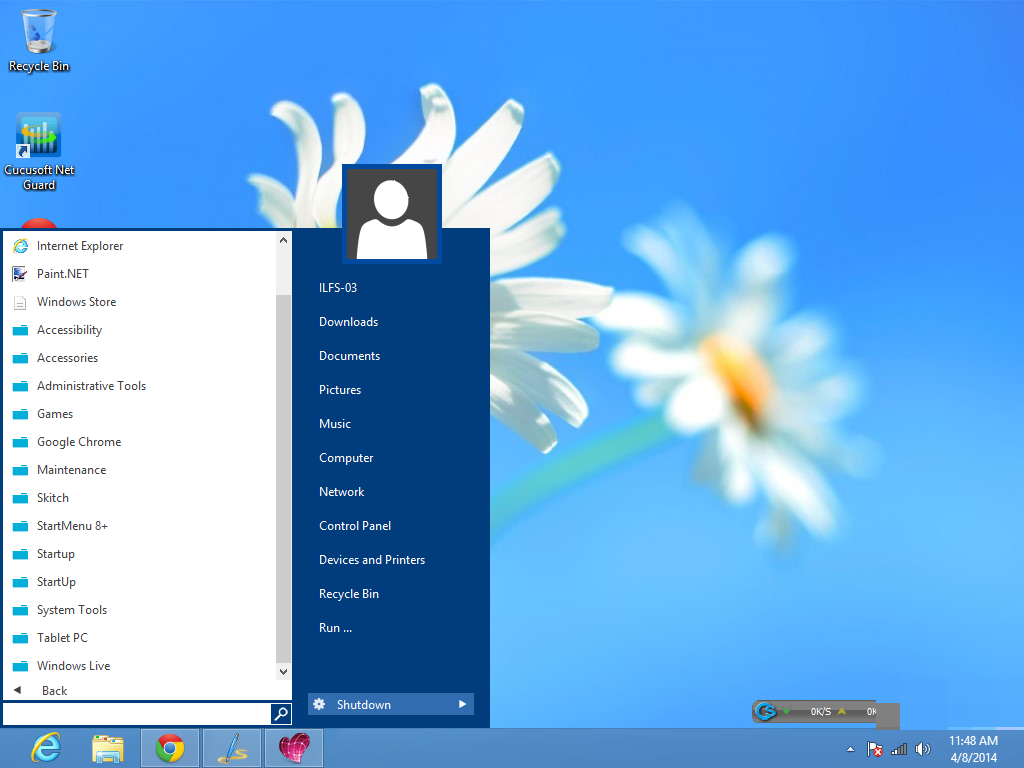 Recycle Bin
Cucusoft Net
Guard
Internet Explorer
Paint.NET
Windows Store
Accessibility
Accessories
Administrative Tools
Games
Google Chrome
Maintenance
Skitch
StartMenu 8+
Startup
StartUp
System Tools
Tablet PC
Windows Live
Back
ILFS-03
Downloads
Documents
Pictures
Music
Computer
Network
Control Panel
Devices and Printers
Recycle Bin
Run ...
Shutdown
0K/S
0K
11:48 AM
4/8/2014